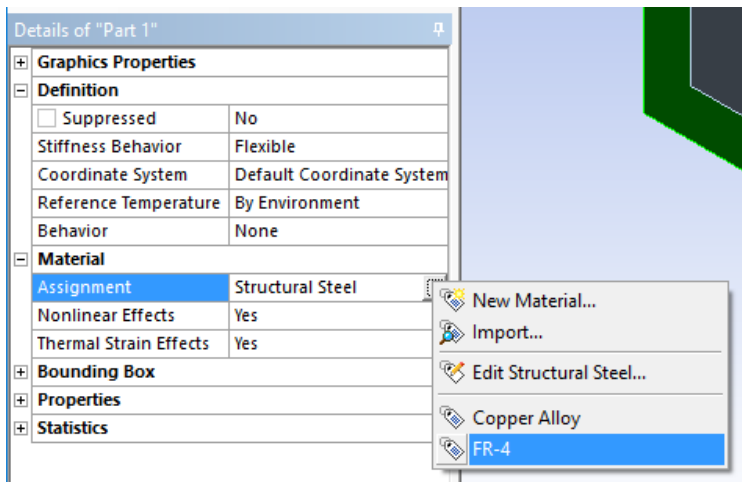 Details of "Part 1"
Graphics Properties
Definition
Suppressed No
Stiffness Behavior Flexible
Coordinate System Default Coordinate System
Reference Temperature By Environment
Behavior None
Material
Assignment Structural Steel
Nonlinear Effects Yes
Thermal Strain Effects Yes
Bounding Box
Properties
Statistics
New Material...
Import...
Edit Structural Steel...
Copper Alloy
FR-4